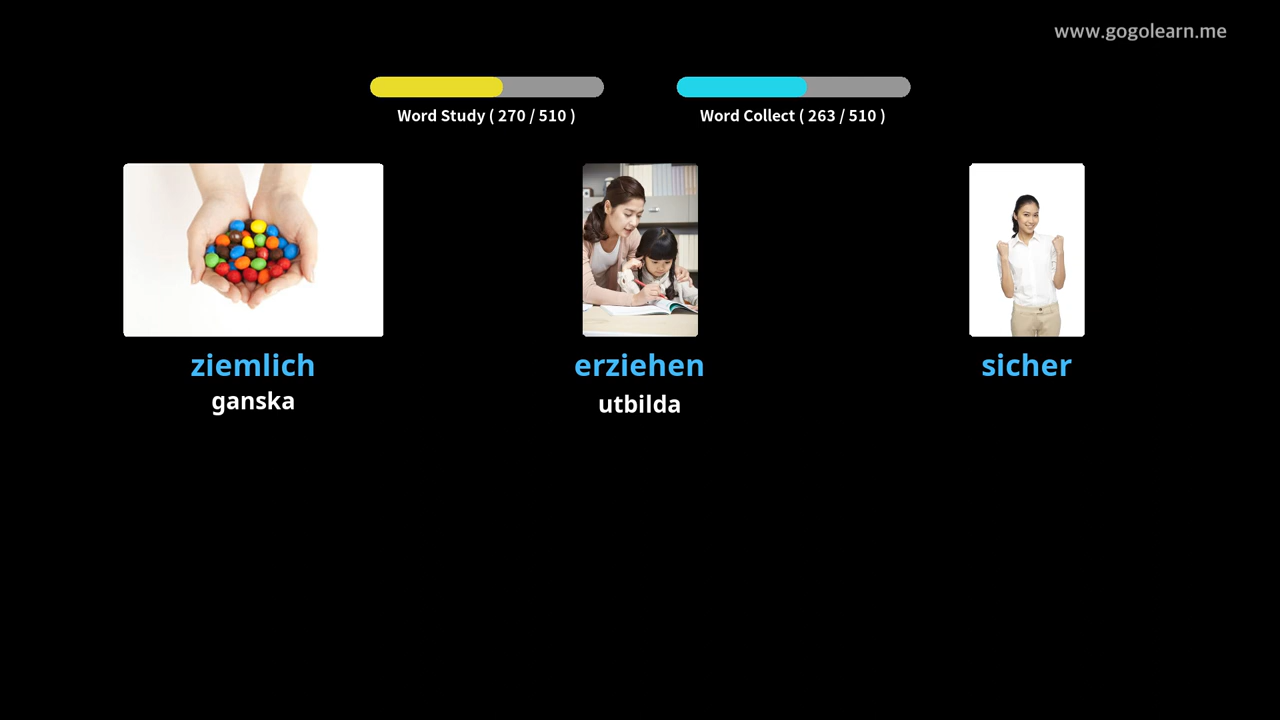 www.gogolearn.me
Word Study ( 270 / 510 )
Word Collect ( 263 / 510 )
ziemlich
ganska
erziehen
utbilda
sicher